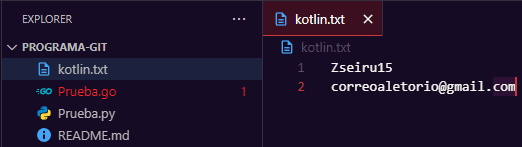 EXPLORER
PROGRAMA-GIT
kotlin.txt
Prueba.go 1
Prueba.py
README.md
kotlin.txt
kotlin.txt
1 Zseiru15
2 correoaletorio@gmail.com